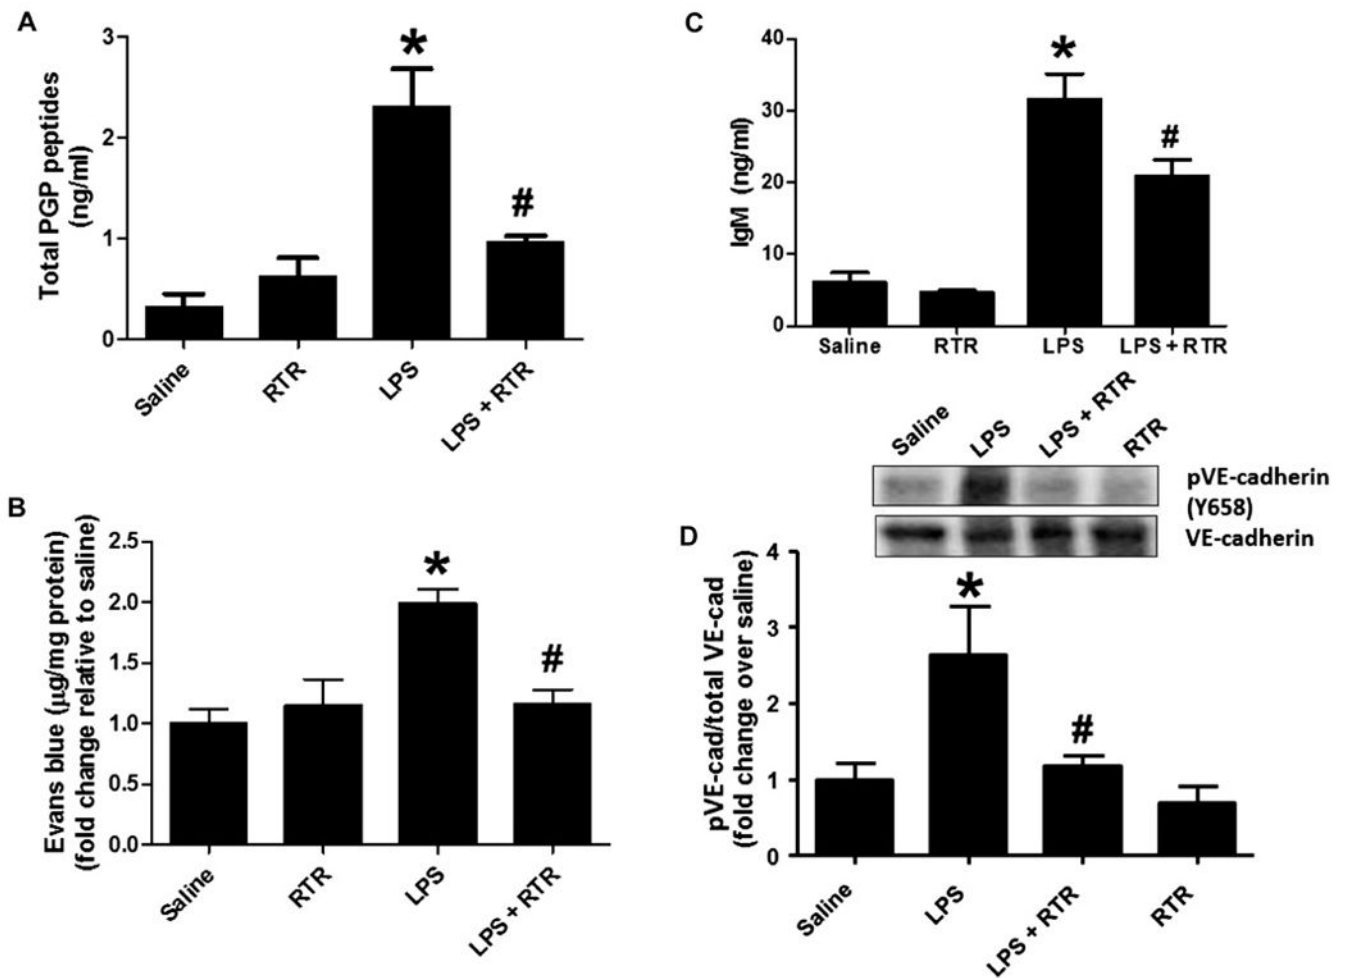 A
3
2
1
0
Total PGP peptides
(ng/ml)
*
#
Saline
RTR
LPS
LPS + RTR
C
40
30
20
10
0
IgM (ng/ml)
*
#
Saline RTR LPS LPS + RTR
B
2.5
2.0
1.5
1.0
0.5
0.0
Evans blue (µg/mg protein)
(fold change relative to saline)
*
#
Saline
RTR
LPS
LPS + RTR
Saline
LPS
LPS + RTR
RTR
pVE-cadherin
(Y658)
VE-cadherin
D
4
3
2
1
0
pVE-cad/total VE-cad
(fold change over saline)
*
#
Saline
LPS
LPS + RTR
RTR